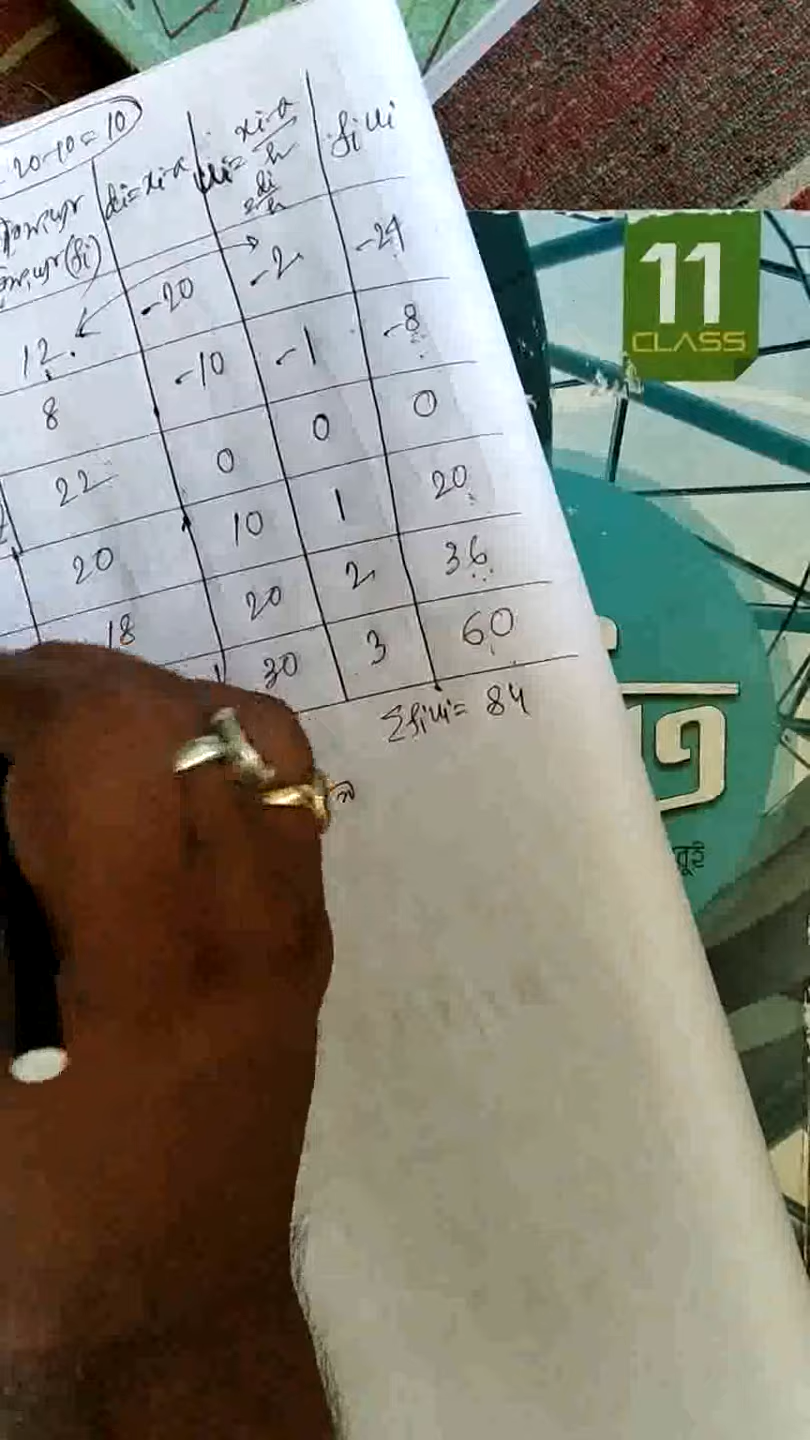 20-10=10
di=xi-a
ui=xi-a/h
=di/h
fiui
(fi)
12 -20 -2 -24
8 -10 -1 -8
22 0 0 0
20 10 1 20
18 20 2 36
30 3 60
Σfiui= 84
11
CLASS